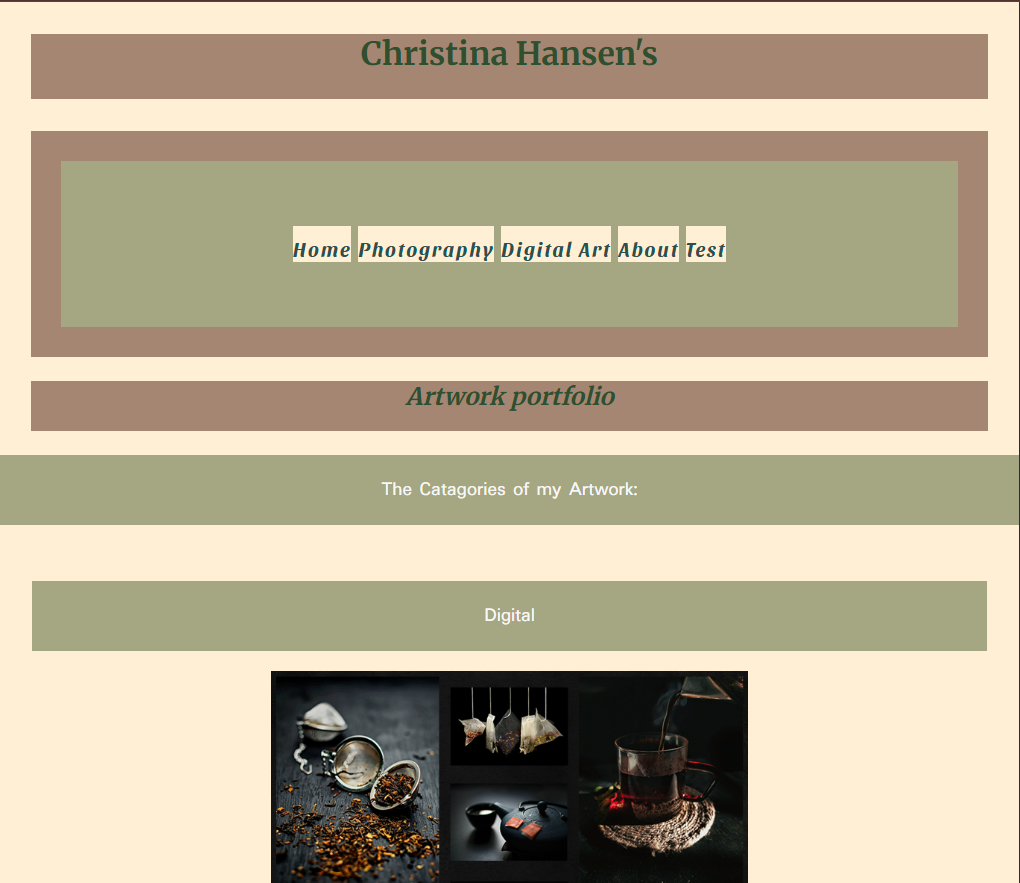 Christina Hansen's
Home Photography Digital Art About Test
Artwork portfolio
The Catagories of my Artwork:
Digital